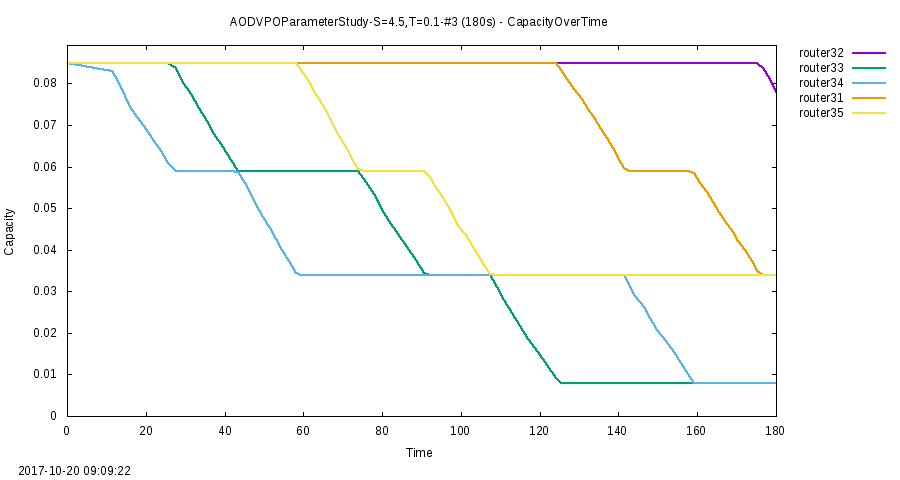 AODVPOParameterStudy-S=4.5,T=0.1-#3 (180s) - CapacityOverTime
router32
router33
router34
router31
router35
0.08
0.07
0.06
0.05
0.04
0.03
0.02
0.01
0
Capacity
0 20 40 60 80 100 120 140 160 180
Time
2017-10-20 09:09:22